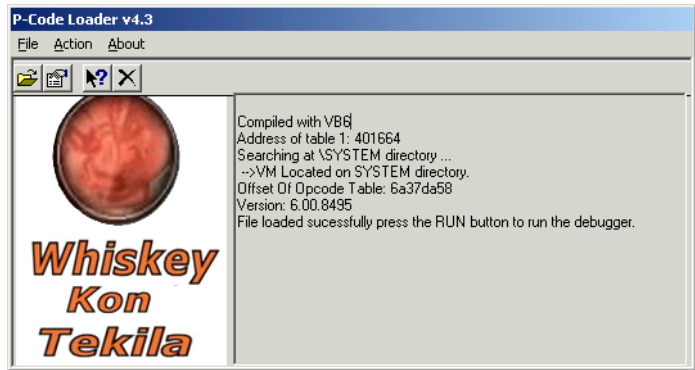 P-Code Loader v4.3
File Action About
Compiled with VB6
Address of table 1: 401664
Searching at \SYSTEM directory ...
-->VM Located on SYSTEM directory.
Offset Of Opcode Table: 6a37da58
Version: 6.00.8495
File loaded sucessfully press the RUN button to run the debugger.
Whiskey
Kon
Tekila